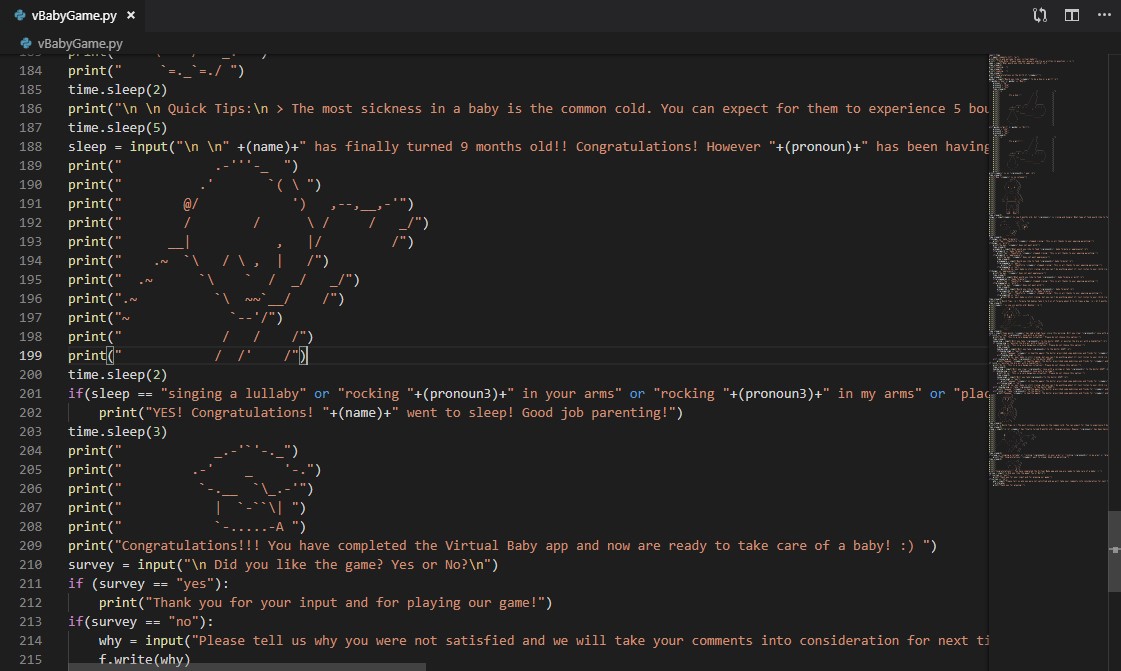 vBabyGame.py ×
vBabyGame.py
184 print("     `=._`=./ ")
185 time.sleep(2)
186 print("\n \n Quick Tips:\n > The most sickness in a baby is the common cold. You can expect for them to experience 5 bou
187 time.sleep(5)
188 sleep = input("\n \n" +(name)+" has finally turned 9 months old!! Congratulations! However "+(pronoun)+" has been having
189 print("            .-'''-_  ")
190 print("          .'       `( \ ")
191 print("        @/            ')   ,--,__,-'")
192 print("        /        /      \ /     /   _/")
193 print("      __|           ,   |/         /")
194 print("    .~  `\   / \ ,  |   /")
195 print("  .~      `\    `  /  _/   _/")
196 print(".~          `\  ~~`__/    /")
197 print("~             `--'/")
198 print("             /   /    /")
199 print("            /  /'    /")
200 time.sleep(2)
201 if(sleep == "singing a lullaby" or "rocking "+(pronoun3)+" in your arms" or "rocking "+(pronoun3)+" in my arms" or "plac
202     print("YES! Congratulations! "+(name)+" went to sleep! Good job parenting!")
203 time.sleep(3)
204 print("            _.-'`'-._")
205 print("         .-'    _    '-.")
206 print("          `-.__  `\_.-'")
207 print("            |  `-``\| ")
208 print("            `-.....-A ")
209 print("Congratulations!!! You have completed the Virtual Baby app and now are ready to take care of a baby! :) ")
210 survey = input("\n Did you like the game? Yes or No?\n")
211 if (survey == "yes"):
212     print("Thank you for your input and for playing our game!")
213 if(survey == "no"):
214     why = input("Please tell us why you were not satisfied and we will take your comments into consideration for next ti
215     f.write(why)